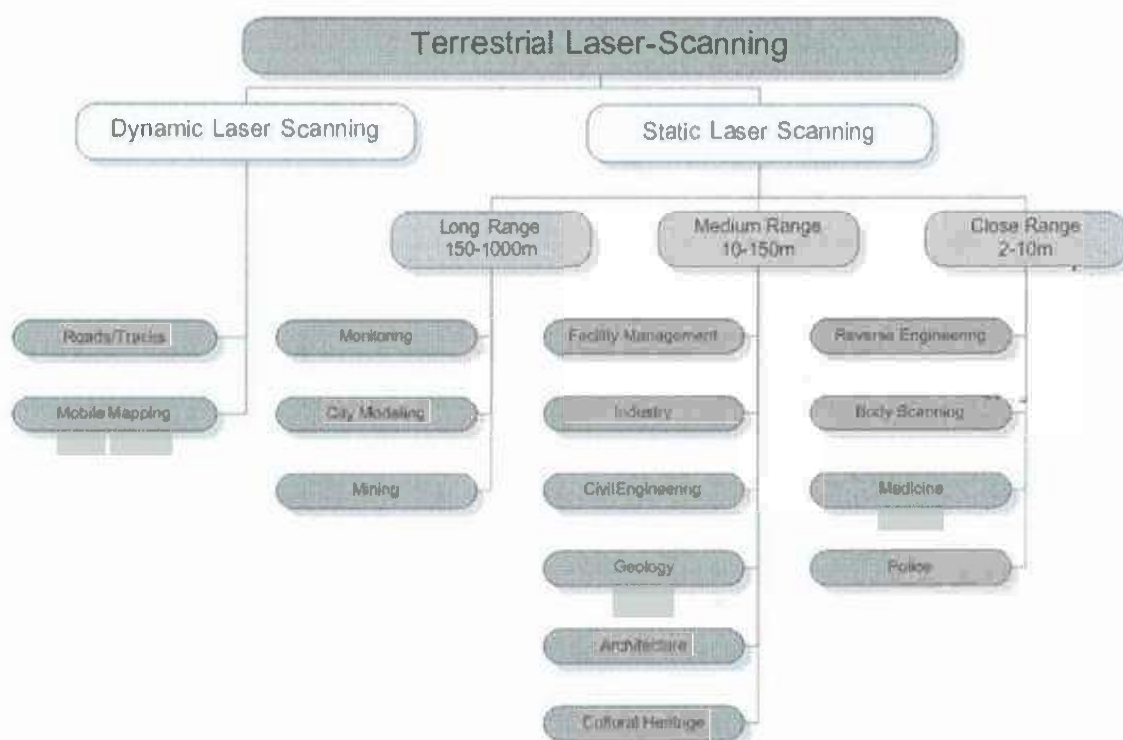 Terrestrial Laser-Scanning
Dynamic Laser Scanning
Static Laser Scanning
Long Range
150-1000m
Medium Range
10-150m
Close Range
2-10m
Roads/Tracks
Mobile Mapping
Monitoring
City Modeling
Mining
Facility Management
Industry
Civil Engineering
Geology
Architecture
Cultural Heritage
Reverse Engineering
Body Scanning
Medicine
Police